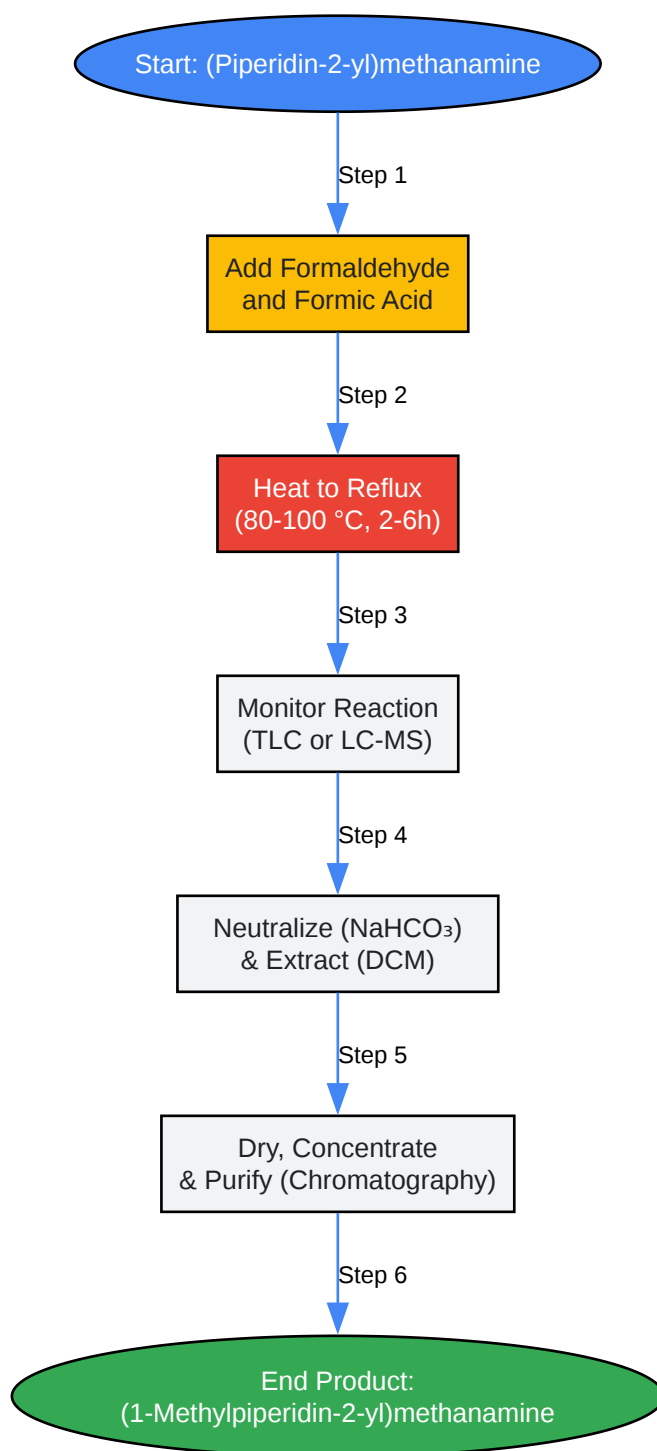 Start: (Piperidin-2-yl)methanamine
Step 1
Add Formaldehyde
and Formic Acid
Step 2
Heat to Reflux
(80-100 °C, 2-6h)
Step 3
Monitor Reaction
(TLC or LC-MS)
Step 4
Neutralize (NaHCO₃)
& Extract (DCM)
Step 5
Dry, Concentrate
& Purify (Chromatography)
Step 6
End Product:
(1-Methylpiperidin-2-yl)methanamine